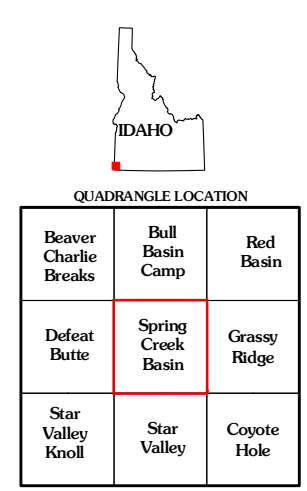 IDAHO
QUADRANGLE LOCATION
Beaver
Charlie
Breaks
Bull
Basin
Camp
Red
Basin
Defeat
Butte
Spring
Creek
Basin
Grassy
Ridge
Star
Valley
Knoll
Star
Valley
Coyote
Hole